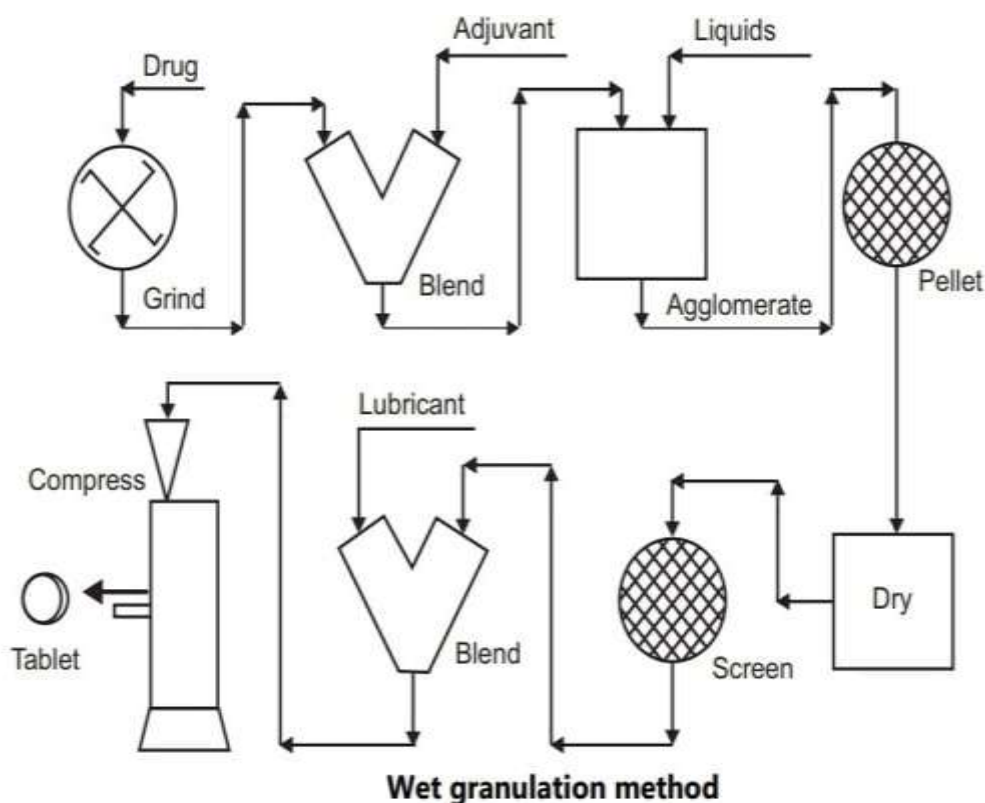 Adjuvant
Liquids
Drug
Grind
Blend
Agglomerate
Pellet
Lubricant
Compress
Dry
Tablet
Blend
Screen
Wet granulation method